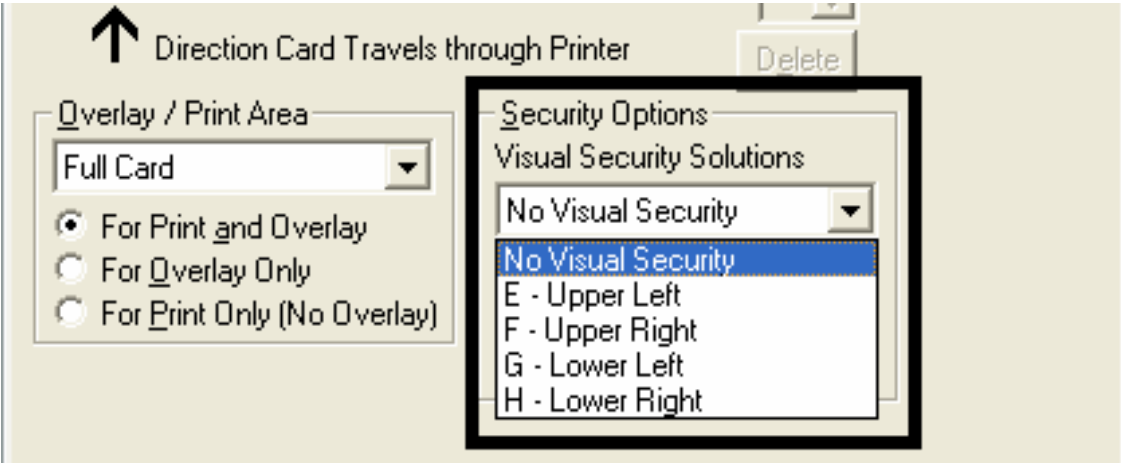 Direction Card Travels through Printer
Delete
Overlay / Print Area
Full Card
For Print and Overlay
For Overlay Only
For Print Only (No Overlay)
Security Options
Visual Security Solutions
No Visual Security
No Visual Security
E - Upper Left
F - Upper Right
G - Lower Left
H - Lower Right